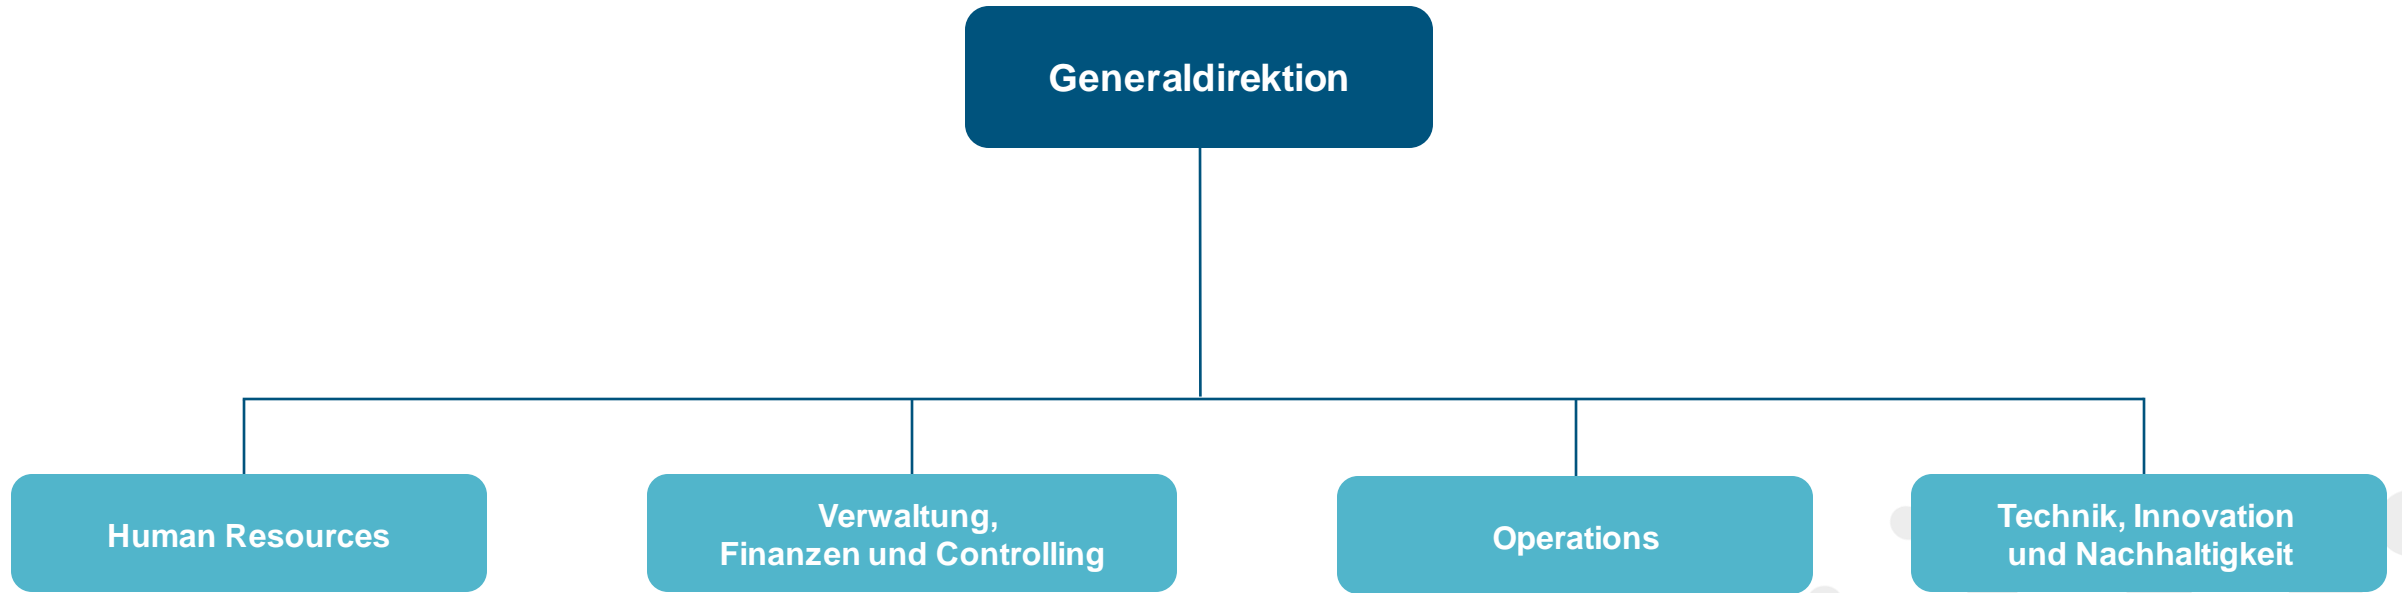 Generaldirektion
Human Resources
Verwaltung,
Finanzen und Controlling
Operations
Technik, Innovation
und Nachhaltigkeit